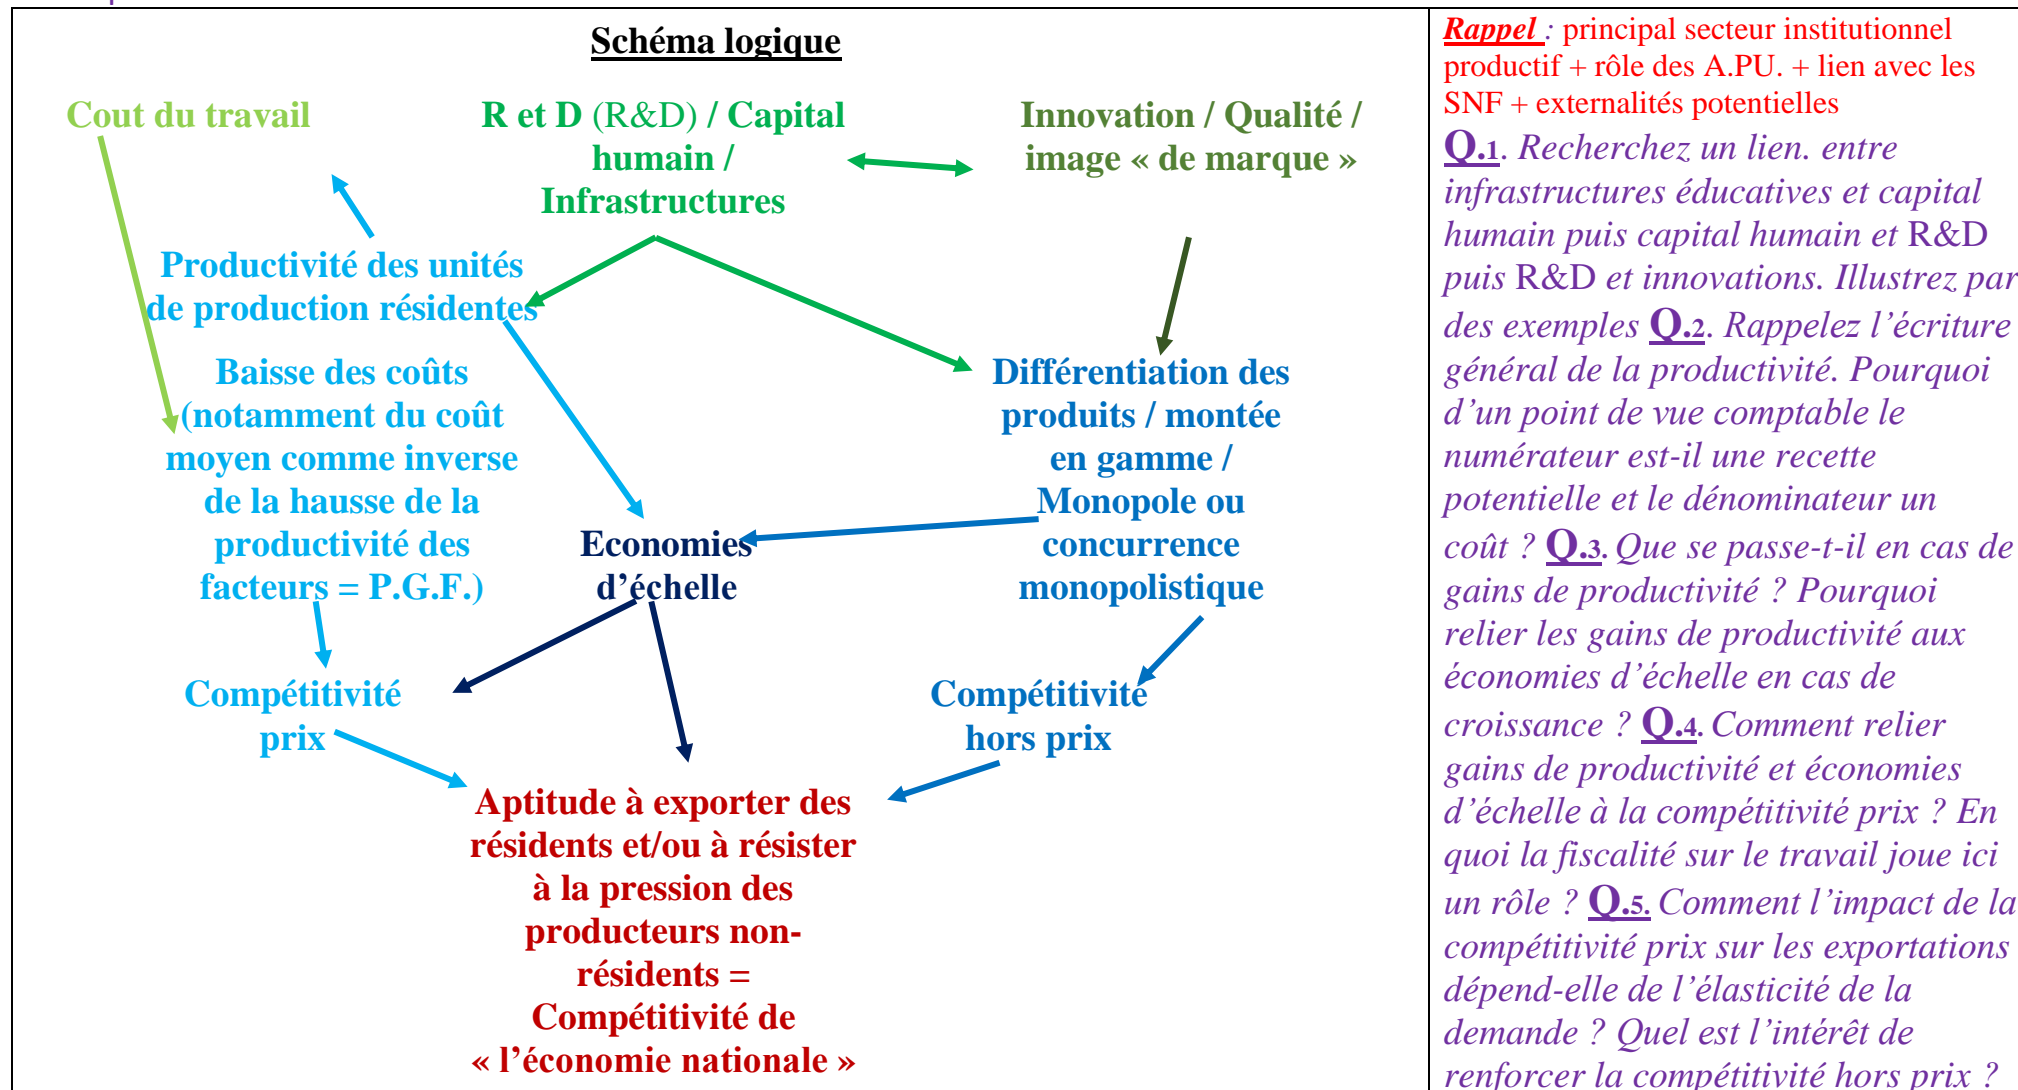 Schéma logique
Cout du travail
R et D (R&D) / Capital
humain /
Infrastructures
Innovation / Qualité /
image « de marque »
Productivité des unités
de production résidentes
Baisse des coûts
(notamment du coût
moyen comme inverse
de la hausse de la
productivité des
facteurs = P.G.F.)
Economies
d’échelle
Différentiation des
produits / montée
en gamme /
Monopole ou
concurrence
monopolistique
Compétitivité
prix
Compétitivité
hors prix
Aptitude à exporter des
résidents et/ou à résister
à la pression des
producteurs non-
résidents =
Compétitivité de
« l’économie nationale »
Rappel : principal secteur institutionnel
productif + rôle des A.PU. + lien avec les
SNF + externalités potentielles
Q.1. Recherchez un lien. entre
infrastructures éducatives et capital
humain puis capital humain et R&D
puis R&D et innovations. Illustrez par
des exemples Q.2. Rappelez l’écriture
général de la productivité. Pourquoi
d’un point de vue comptable le
numérateur est-il une recette
potentielle et le dénominateur un
coût ? Q.3. Que se passe-t-il en cas de
gains de productivité ? Pourquoi
relier les gains de productivité aux
économies d’échelle en cas de
croissance ? Q.4. Comment relier
gains de productivité et économies
d’échelle à la compétitivité prix ? En
quoi la fiscalité sur le travail joue ici
un rôle ? Q.5. Comment l’impact de la
compétitivité prix sur les exportations
dépend-elle de l’élasticité de la
demande ? Quel est l’intérêt de
renforcer la compétitivité hors prix ?